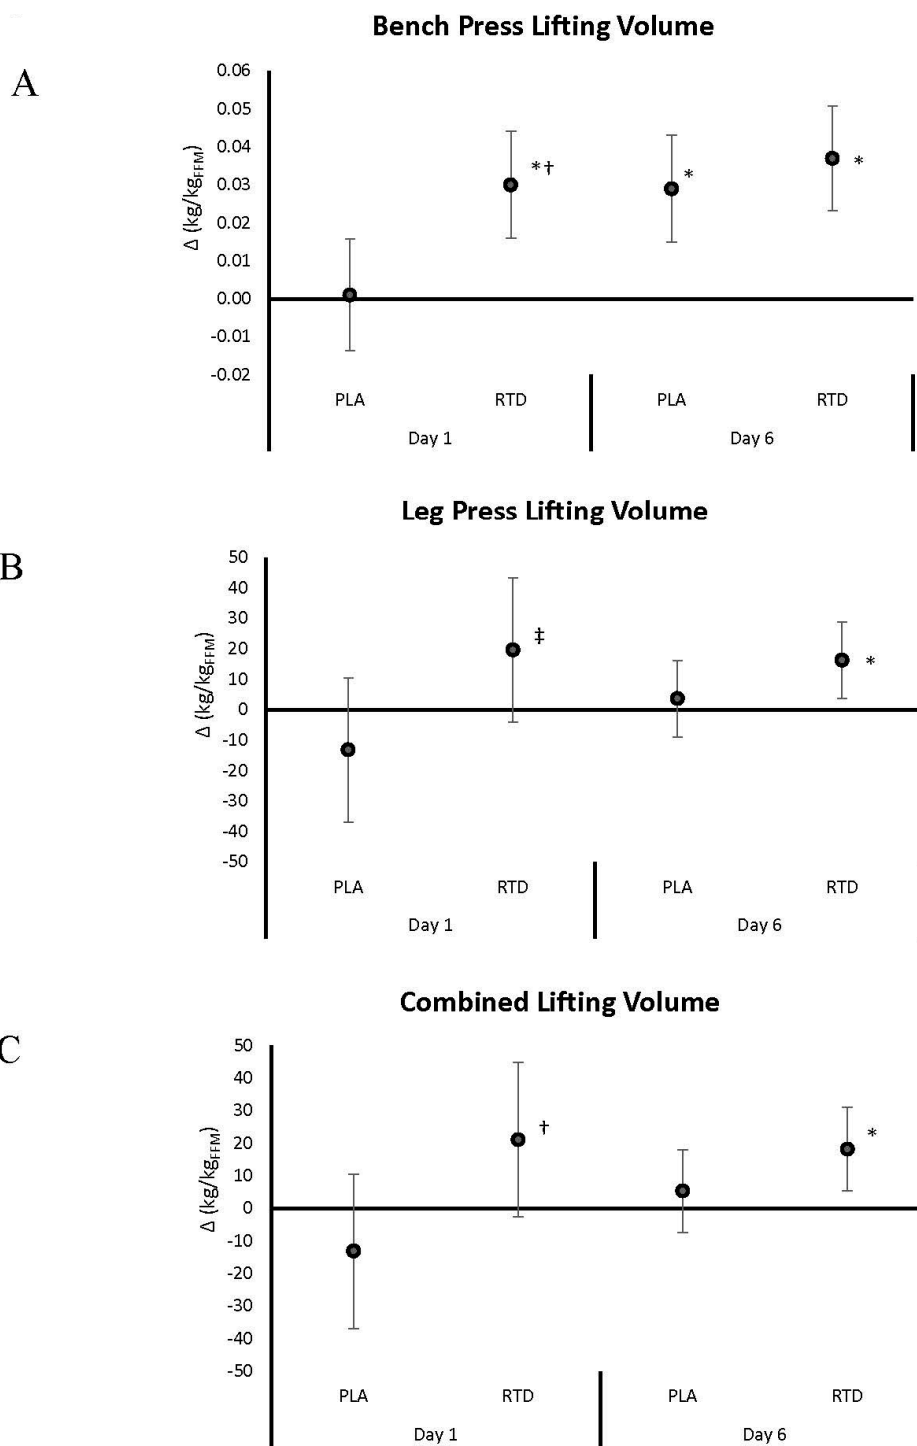 Bench Press Lifting Volume
A
Δ (kg/kgFFM)
0.06
0.05
0.04
0.03
0.02
0.01
0.00
-0.01
-0.02
*†
*
*
PLA RTD PLA RTD
Day 1 Day 6
Leg Press Lifting Volume
B
Δ (kg/kgFFM)
50
40
30
20
10
0
-10
-20
-30
-40
-50
‡
*
PLA RTD PLA RTD
Day 1 Day 6
Combined Lifting Volume
C
Δ (kg/kgFFM)
50
40
30
20
10
0
-10
-20
-30
-40
-50
†
*
PLA RTD PLA RTD
Day 1 Day 6